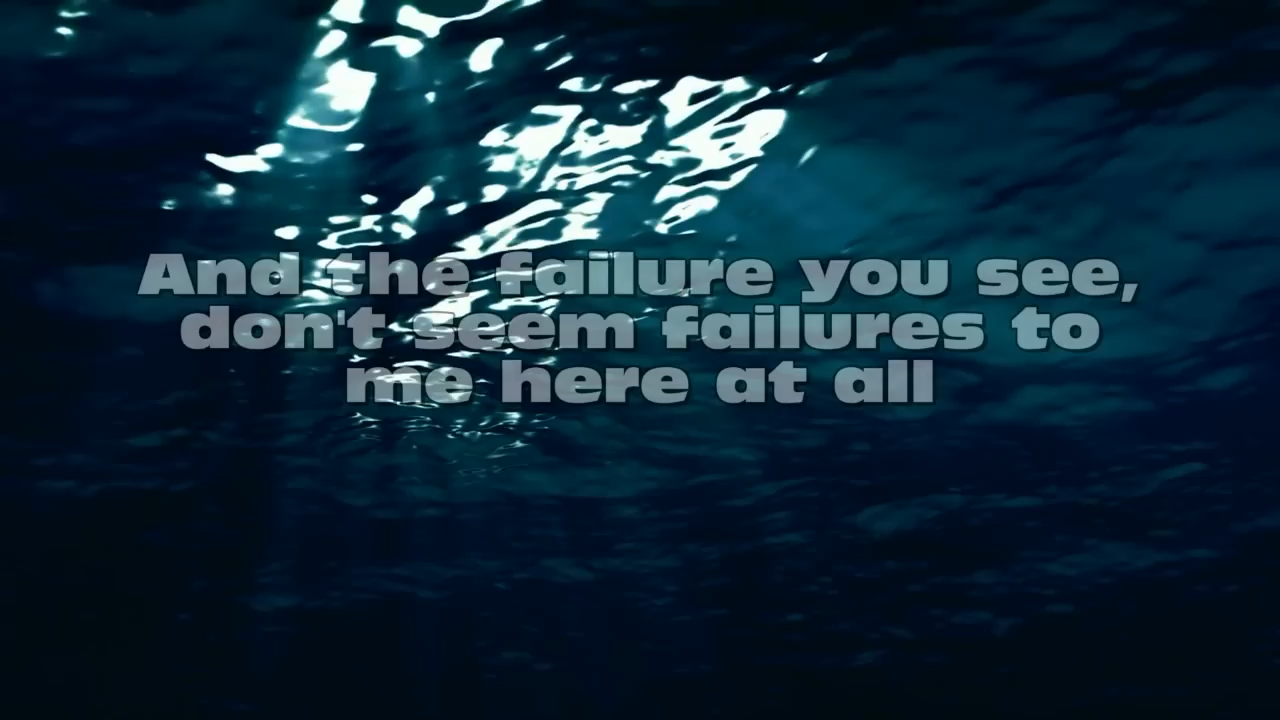 And the failure you see,
don't seem failures to
me here at all